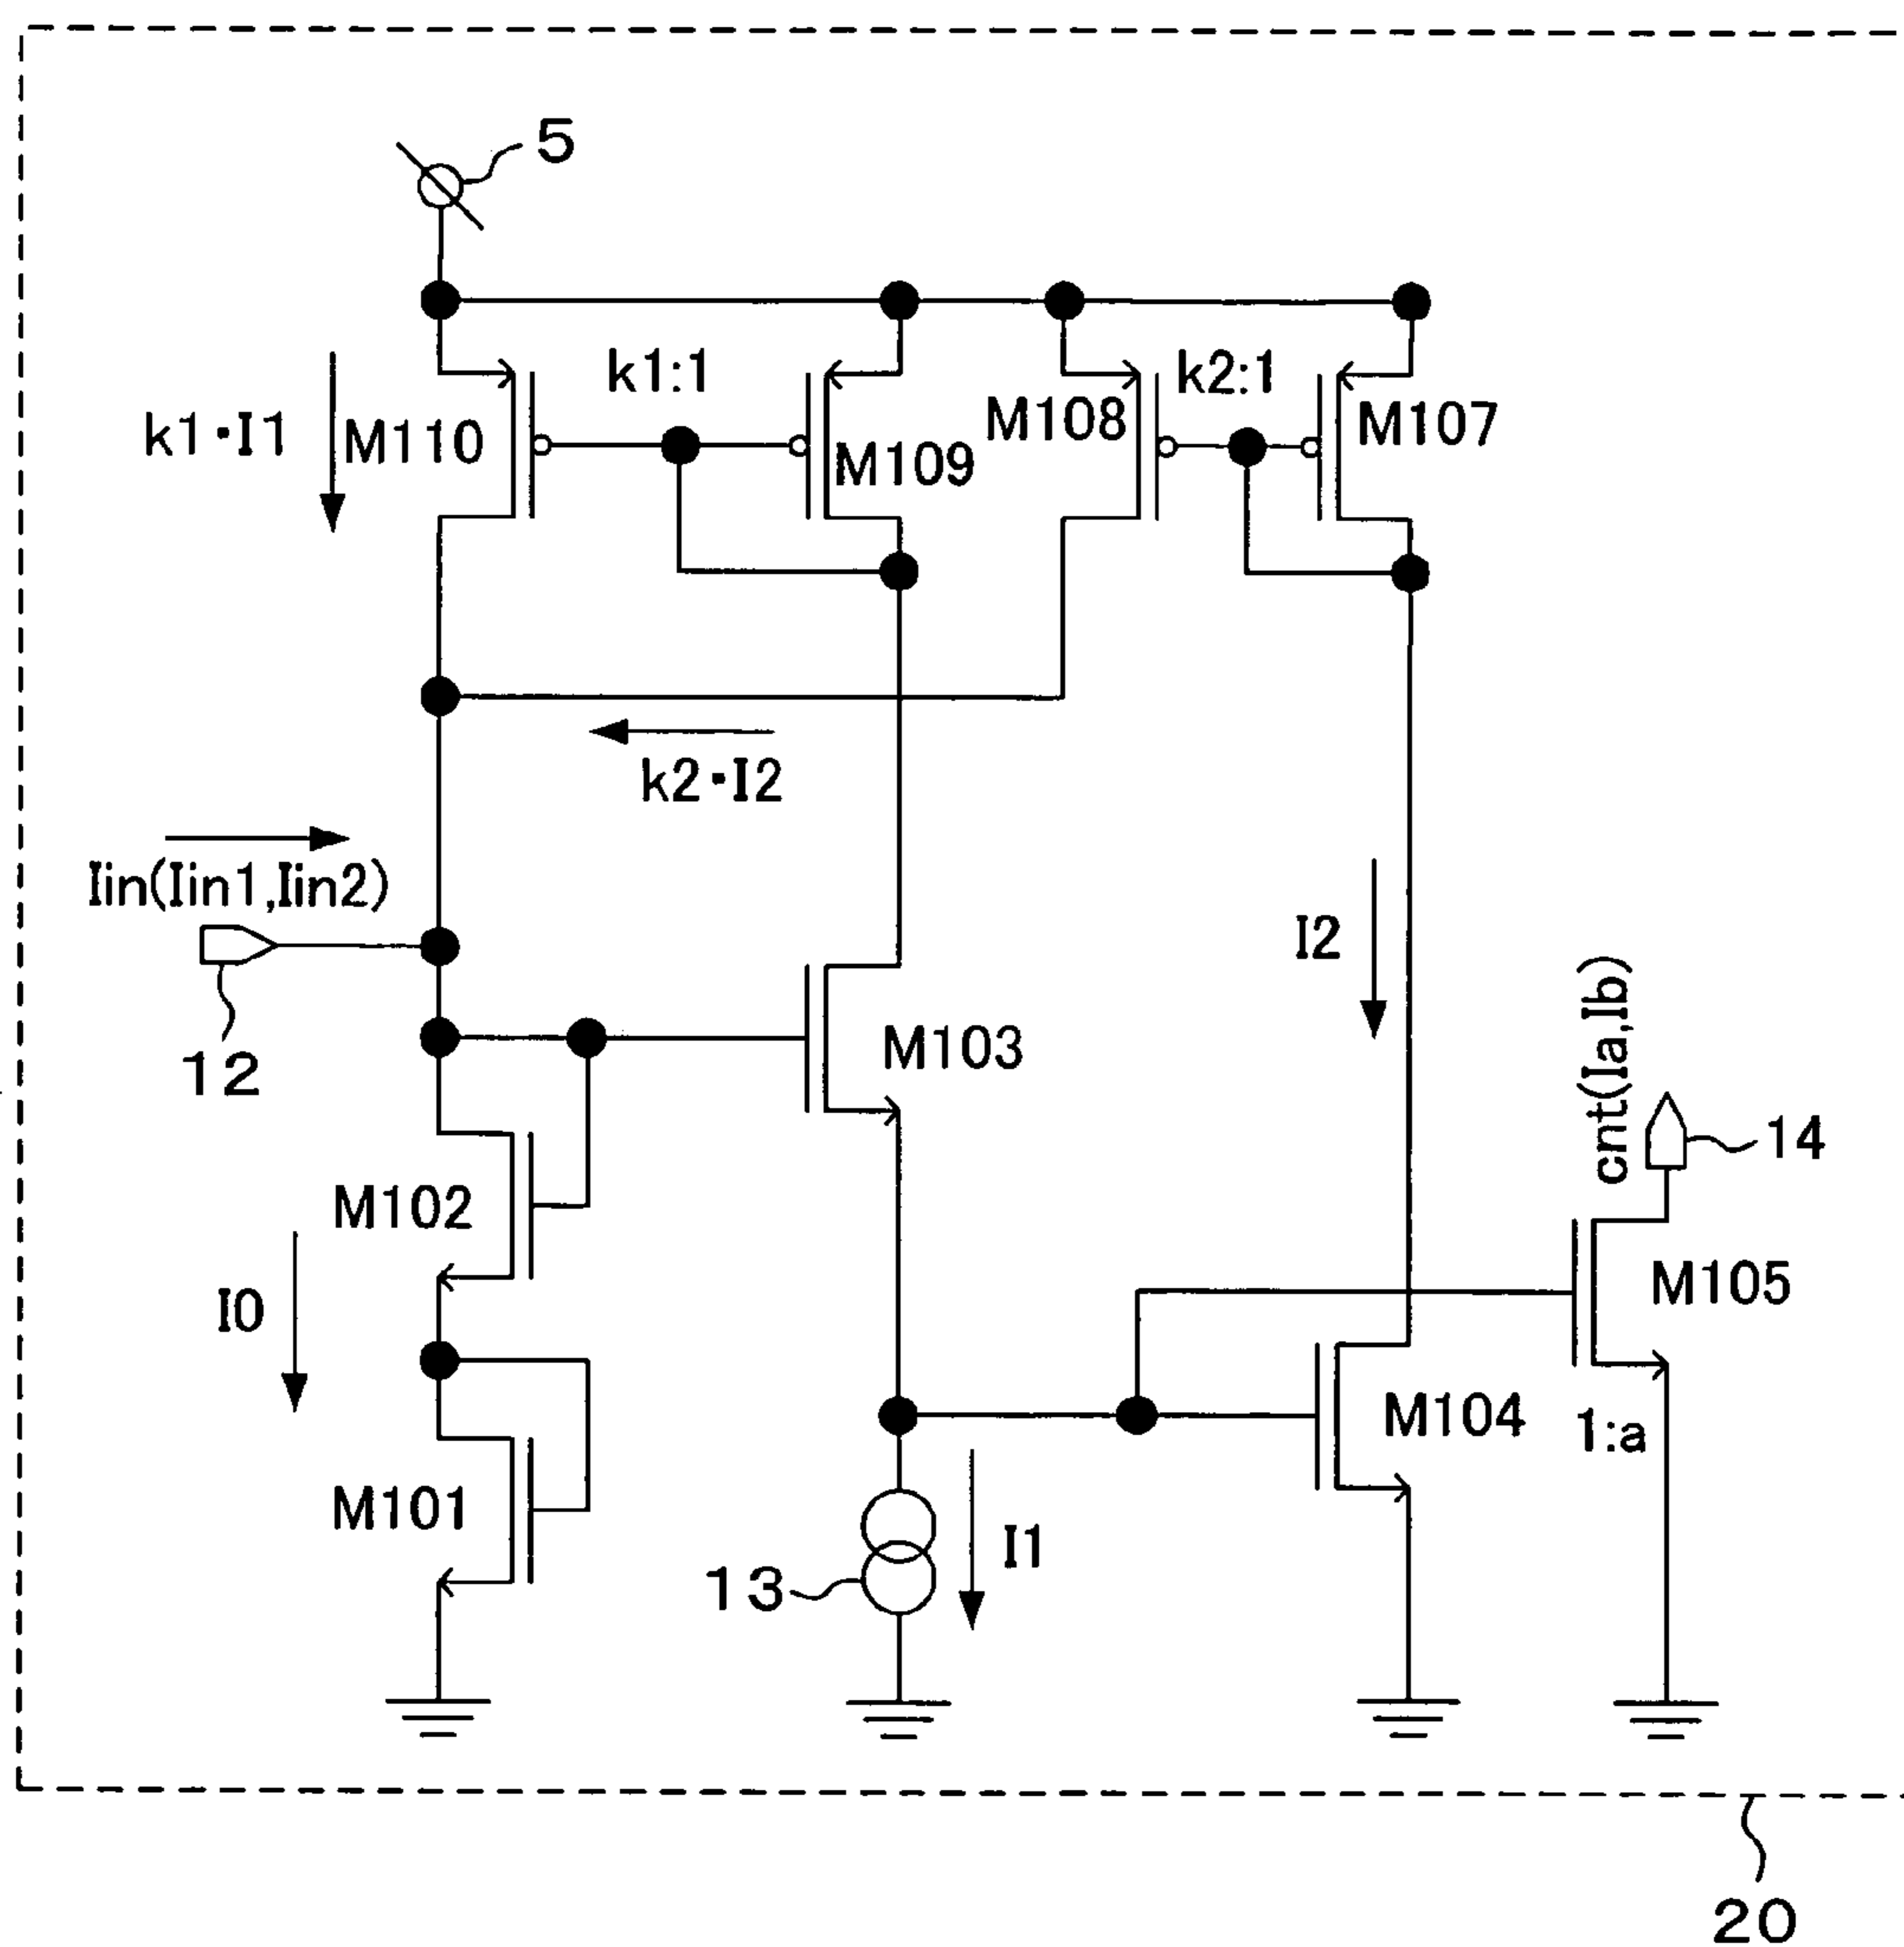 5
k1:1
k2:1
k1·I1
M110
M109
M108
M107
k2·I2
Iin(Iin1,Iin2)
12
M103
I2
cnt(Ia,Ib)
14
M102
I0
M105
M104
1:a
M101
13
I1
20